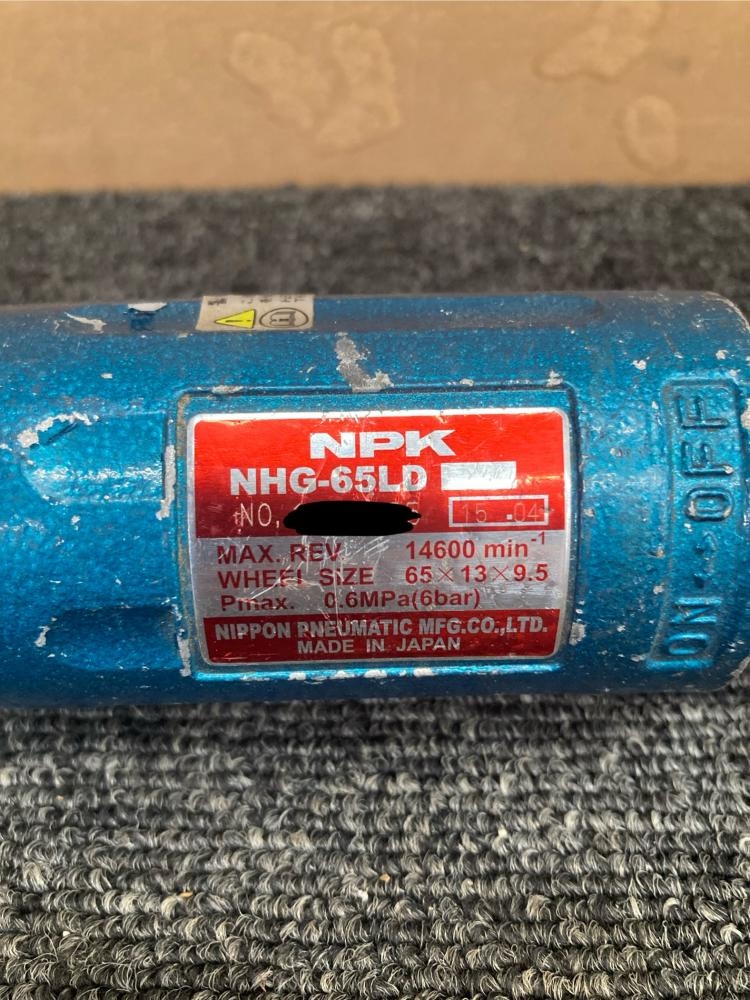 NPK
NHG-65LD
NO.
15.04
MAX. REV. 14600 min⁻¹
WHEEL SIZE 65×13×9.5
Pmax. 0.6MPa(6bar)
NIPPON PNEUMATIC MFG.CO.,LTD.
MADE IN JAPAN
ON OFF